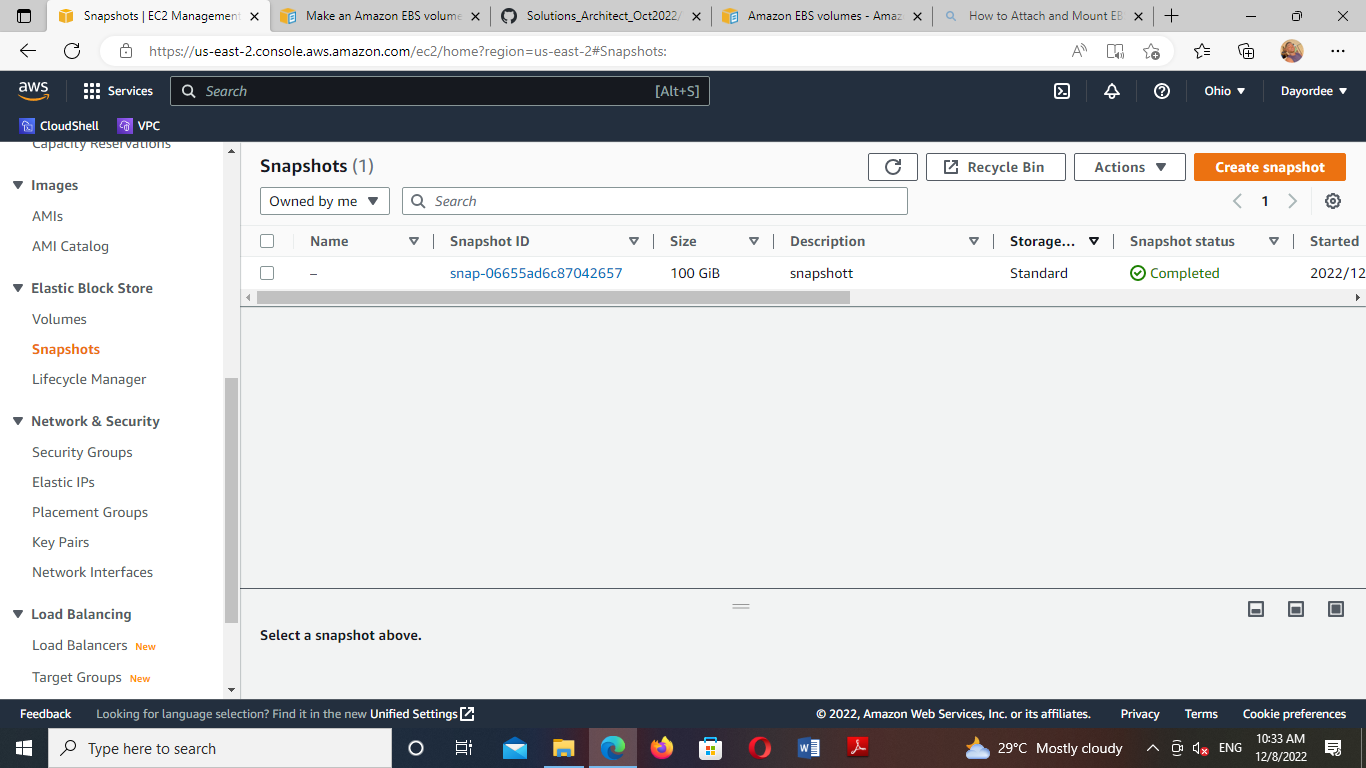 Snapshots | EC2 Management
Make an Amazon EBS volume
Solutions_Architect_Oct2022/
Amazon EBS volumes - Amaz
How to Attach and Mount EB
https://us-east-2.console.aws.amazon.com/ec2/home?region=us-east-2#Snapshots:
aws
Services
Search
[Alt+S]
Ohio
Dayordee
CloudShell
VPC
Capacity Reservations
Images
AMIs
AMI Catalog
Elastic Block Store
Volumes
Snapshots
Lifecycle Manager
Network & Security
Security Groups
Elastic IPs
Placement Groups
Key Pairs
Network Interfaces
Load Balancing
Load Balancers New
Target Groups New
Snapshots (1)
Recycle Bin
Actions
Create snapshot
Owned by me
Search
1
Name Snapshot ID Size Description Storage... Snapshot status Started
– snap-06655ad6c87042657 100 GiB snapshott Standard Completed 2022/12
Select a snapshot above.
Feedback
Looking for language selection? Find it in the new Unified Settings
© 2022, Amazon Web Services, Inc. or its affiliates.
Privacy
Terms
Cookie preferences
Type here to search
29°C Mostly cloudy
ENG
10:33 AM
12/8/2022